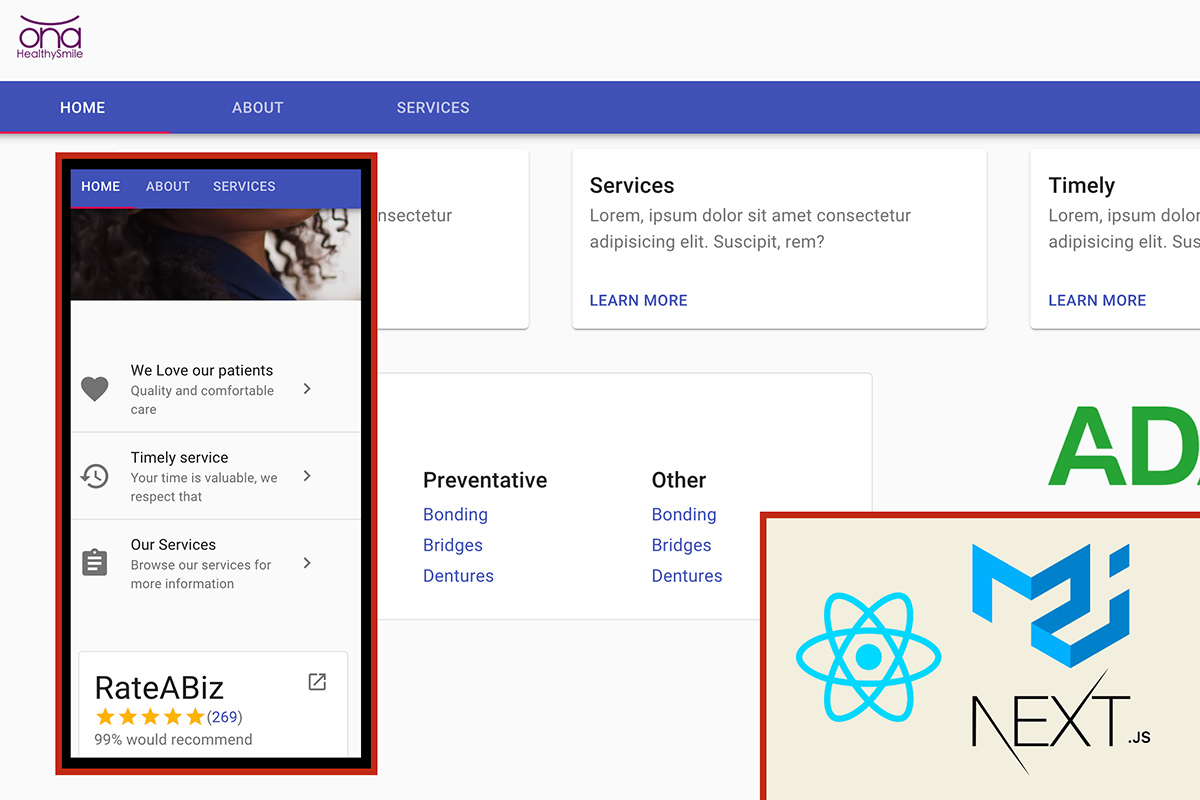 ona
HealthySmile
HOME
ABOUT
SERVICES
nsectetur
Services
Lorem, ipsum dolor sit amet consectetur
adipisicing elit. Suscipit, rem?
LEARN MORE
Timely
Lorem, ipsum dolor
adipisicing elit. Sus
LEARN MORE
HOME
ABOUT
SERVICES
We Love our patients
Quality and comfortable
care
Timely service
Your time is valuable, we
respect that
Our Services
Browse our services for
more information
RateABiz
(269)
99% would recommend
Preventative
Bonding
Bridges
Dentures
Other
Bonding
Bridges
Dentures
ADA
NEXT.JS